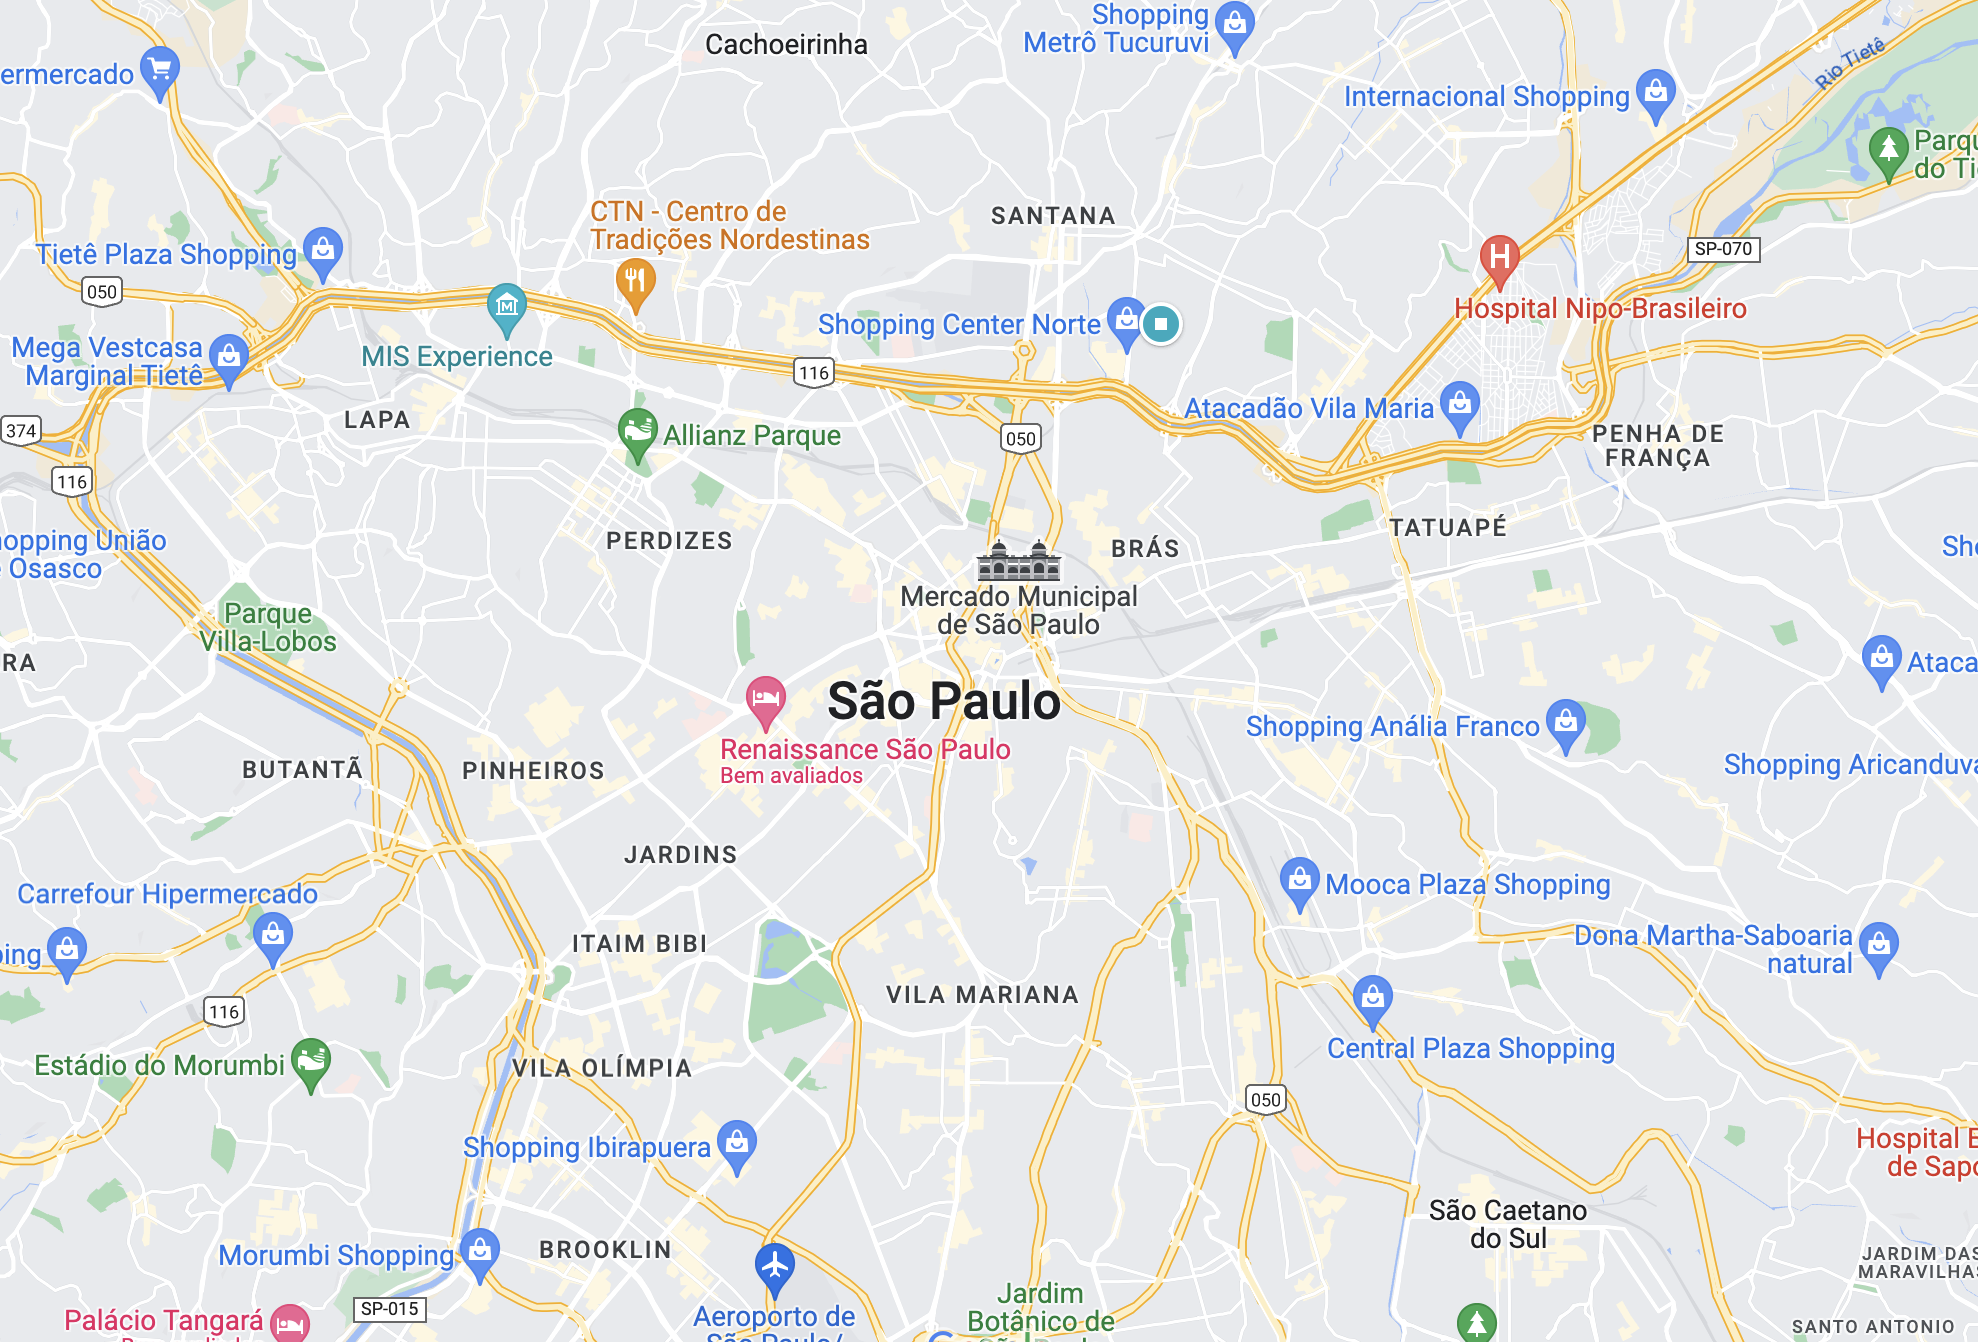 Shopping
Metrô Tucuruvi
Cachoeirinha
ermercado
Internacional Shopping
Rio Tietê
Parqu
do Ti
CTN - Centro de
Tradições Nordestinas
SANTANA
Tietê Plaza Shopping
SP-070
050
Hospital Nipo-Brasileiro
Shopping Center Norte
Mega Vestcasa
Marginal Tietê
MIS Experience
116
LAPA
Atacadão Vila Maria
374
Allianz Parque
050
PENHA DE
FRANÇA
116
TATUAPÉ
hopping União
e Osasco
PERDIZES
BRÁS
Sho
Mercado Municipal
de São Paulo
Parque
Villa-Lobos
RA
Ataca
São Paulo
Shopping Anália Franco
Renaissance São Paulo
Bem avaliados
BUTANTÃ
PINHEIROS
Shopping Aricanduva
JARDINS
Carrefour Hipermercado
Mooca Plaza Shopping
ping
ITAIM BIBI
Dona Martha-Saboaria
natural
VILA MARIANA
116
Central Plaza Shopping
Estádio do Morumbi
VILA OLÍMPIA
050
Shopping Ibirapuera
Hospital E
de Sapo
São Caetano
do Sul
Morumbi Shopping
BROOKLIN
JARDIM DAS
MARAVILHAS
SP-015
Palácio Tangará
Aeroporto de
São Paulo/
Jardim
Botânico de
SANTO ANTONIO